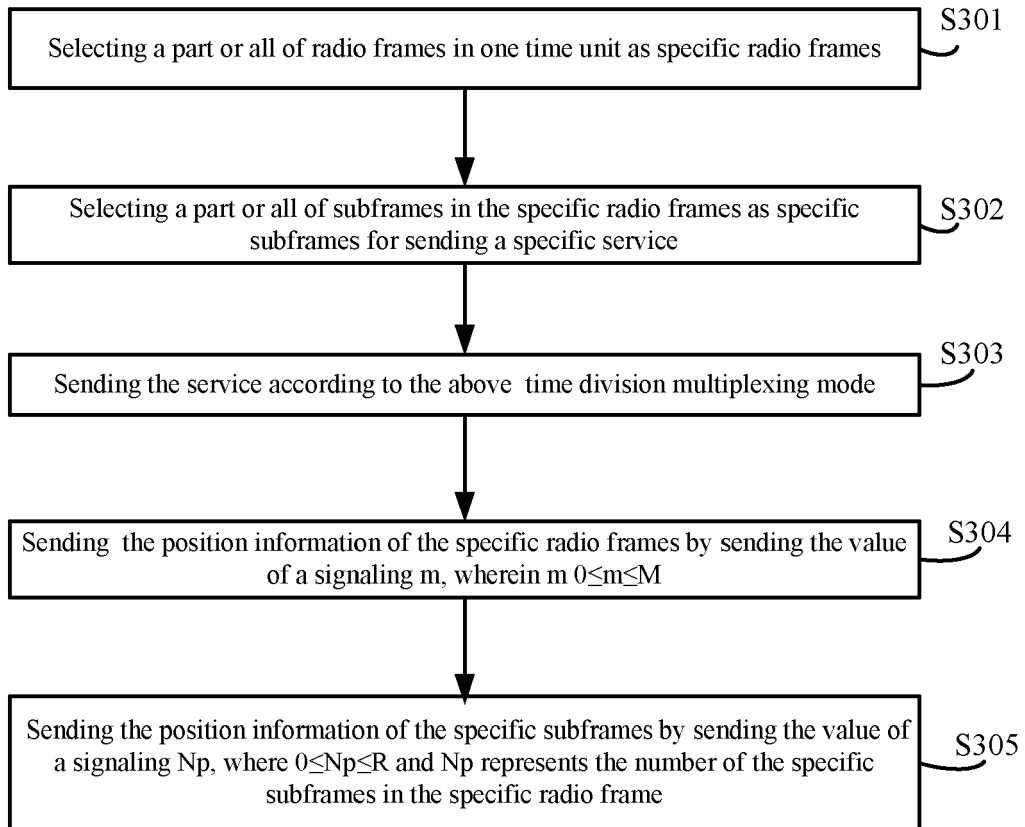 S301
Selecting a part or all of radio frames in one time unit as specific radio frames
S302
Selecting a part or all of subframes in the specific radio frames as specific
subframes for sending a specific service
S303
Sending the service according to the above time division multiplexing mode
S304
Sending the position information of the specific radio frames by sending the value
of a signaling m, wherein m 0≤m≤M
S305
Sending the position information of the specific subframes by sending the value of
a signaling Np, where 0≤Np≤R and Np represents the number of the specific
subframes in the specific radio frame